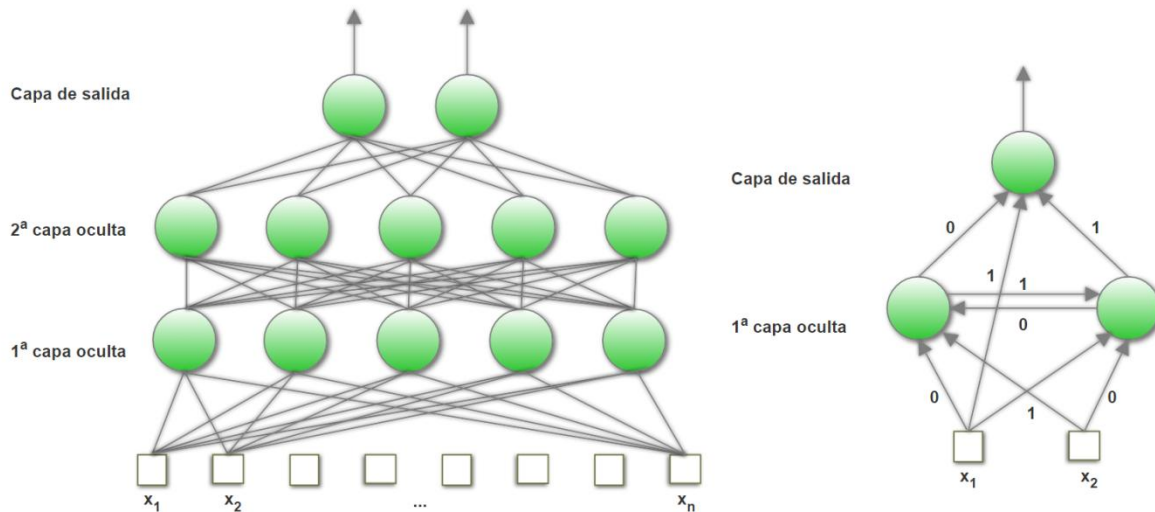 Capa de salida
2ª capa oculta
1ª capa oculta
x1
x2
...
xn
Capa de salida
0
1
1
1
0
1ª capa oculta
0
1
0
x1
x2